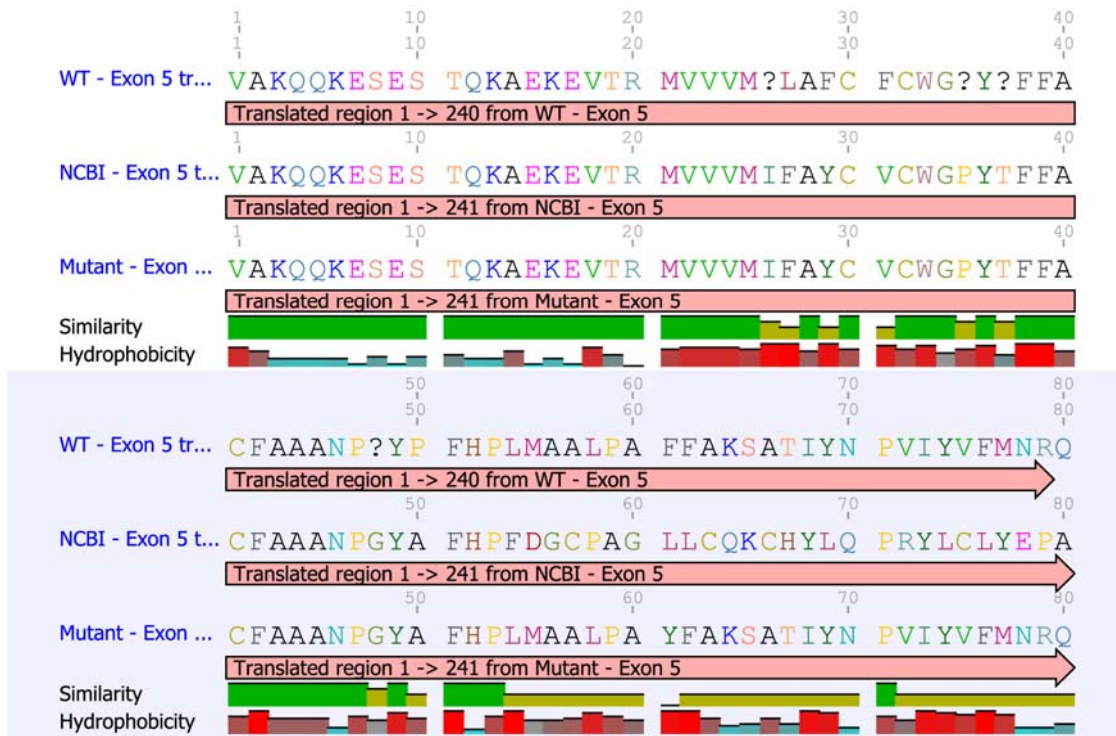 1 10 20 30 40
1 10 20 30 40
WT - Exon 5 tr... VAKQQKESES TQKAEKEVTR MVVVM?LAFC FCWG?Y?FFA
Translated region 1 -> 240 from WT - Exon 5
1 10 20 30 40
NCBI - Exon 5 t... VAKQQKESES TQKAEKEVTR MVVVMIFAYC VCWGPYTFFA
Translated region 1 -> 241 from NCBI - Exon 5
1 10 20 30 40
Mutant - Exon ... VAKQQKESES TQKAEKEVTR MVVVMIFAYC VCWGPYTFFA
Translated region 1 -> 241 from Mutant - Exon 5
Similarity
Hydrophobicity
50 60 70 80
50 60 70 80
WT - Exon 5 tr... CFAAANP?YP FHPLMAALPA FFAKSATIYN PVIYVFMNRQ
Translated region 1 -> 240 from WT - Exon 5
50 60 70 80
NCBI - Exon 5 t... CFAAANPGYA FHPFDGCPAG LLCQKCHYLQ PRYLCLYEPA
Translated region 1 -> 241 from NCBI - Exon 5
50 60 70 80
Mutant - Exon ... CFAAANPGYA FHPLMAALPA YFAKSATIYN PVIYVFMNRQ
Translated region 1 -> 241 from Mutant - Exon 5
Similarity
Hydrophobicity